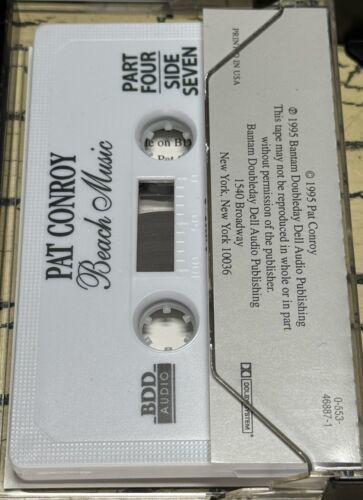 PAT CONROY
Beach Music
PART
FOUR
SIDE
SEVEN
BDD
AUDIO
PRINTED IN USA
© 1995 Pat Conroy
℗ 1995 Bantam Doubleday Dell Audio Publishing
This tape may not be reproduced in whole or in part
without permission of the publisher.
Bantam Doubleday Dell Audio Publishing
1540 Broadway
New York, New York 10036
DOLBY SYSTEM
0-553-
46887-1